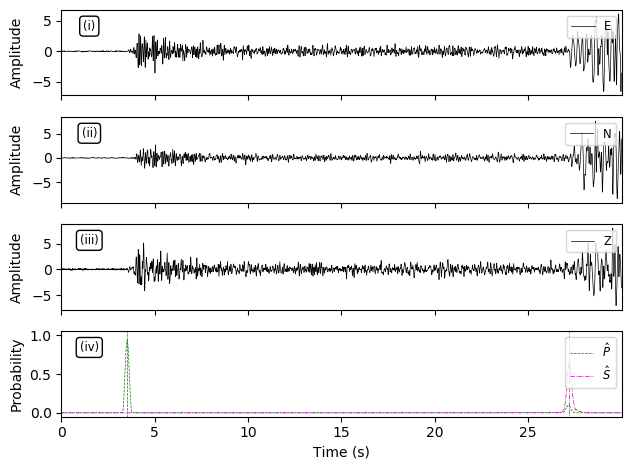 Amplitude
5
0
−5
(i)
E
Amplitude
5
0
−5
(ii)
N
Amplitude
5
0
−5
(iii)
Z
Probability
1.0
0.5
0.0
(iv)
P̂
Ŝ
0 5 10 15 20 25
Time (s)